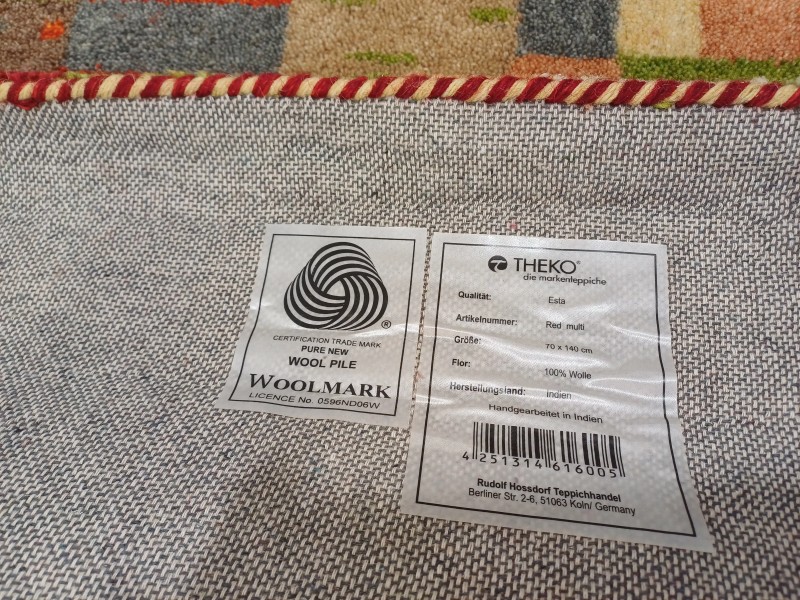 ®
CERTIFICATION TRADE MARK
PURE NEW
WOOL PILE
WOOLMARK
LICENCE No. 0596ND06W
THEKO®
die markenteppiche
Qualität: Esta
Artikelnummer: Red multi
Größe: 70 x 140 cm
Flor: 100% Wolle
Herstellungsland: Indien
Handgearbeitet in Indien
4 251314 616005
Rudolf Hossdorf Teppichhandel
Berliner Str. 2-6, 51063 Koln/ Germany